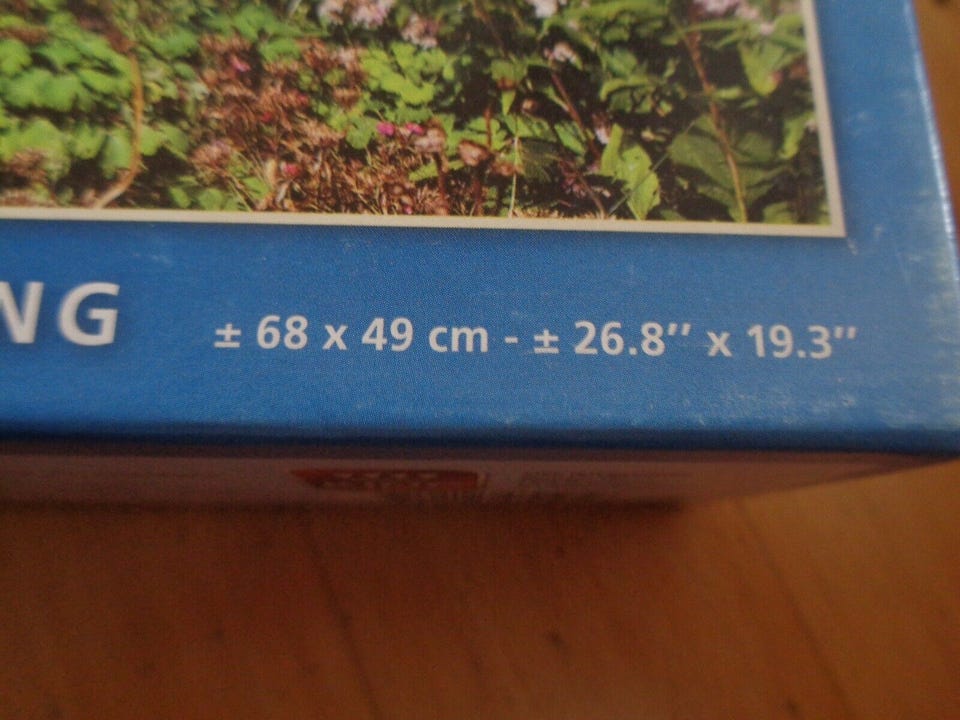 NG ± 68 x 49 cm - ± 26.8’’ x 19.3’’